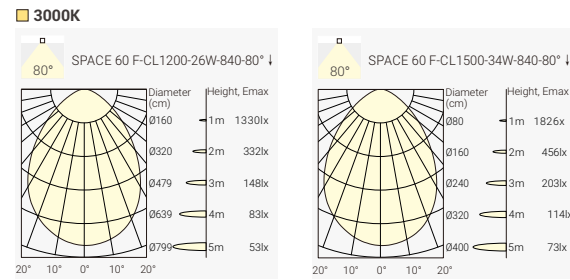 3000K
80°
SPACE 60 F-CL1200-26W-840-80° ↓
Diameter (cm)
Height, Emax
Ø160 1m 1330lx
Ø320 2m 332lx
Ø479 3m 148lx
Ø639 4m 83lx
Ø799 5m 53lx
20° 10° 0° 10° 20°
80°
SPACE 60 F-CL1500-34W-840-80° ↓
Diameter (cm)
Height, Emax
Ø80 1m 1826x
Ø160 2m 456lx
Ø240 3m 203lx
Ø320 4m 114lx
Ø400 5m 73lx
20° 10° 0° 10° 20°